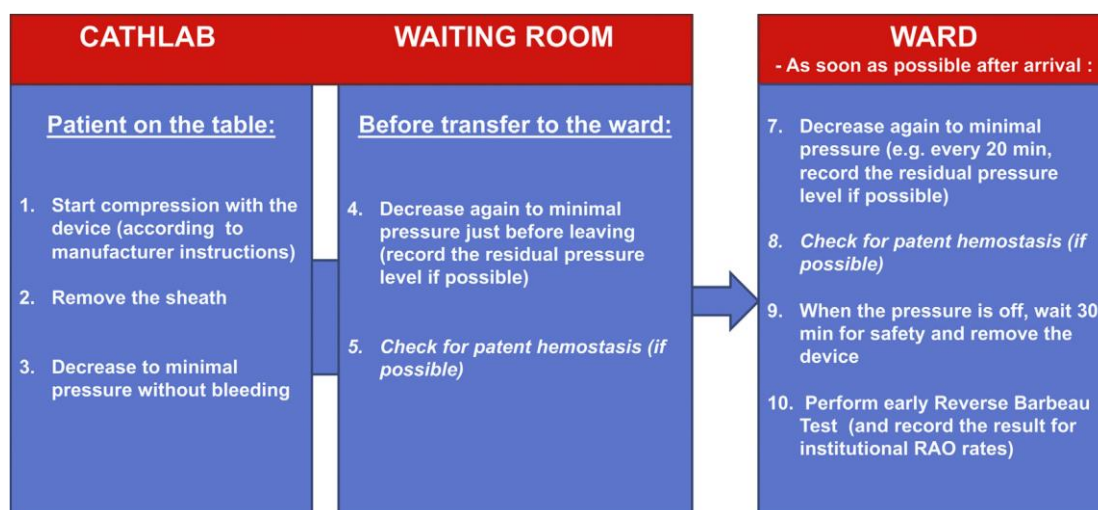 CATHLAB
Patient on the table:
1. Start compression with the
device (according to
manufacturer instructions)
2. Remove the sheath
3. Decrease to minimal
pressure without bleeding
WAITING ROOM
Before transfer to the ward:
4. Decrease again to minimal
pressure just before leaving
(record the residual pressure
level if possible)
5. Check for patent hemostasis (if
possible)
WARD
- As soon as possible after arrival :
7. Decrease again to minimal
pressure (e.g. every 20 min,
record the residual pressure
level if possible)
8. Check for patent hemostasis (if
possible)
9. When the pressure is off, wait 30
min for safety and remove the
device
10. Perform early Reverse Barbeau
Test (and record the result for
institutional RAO rates)